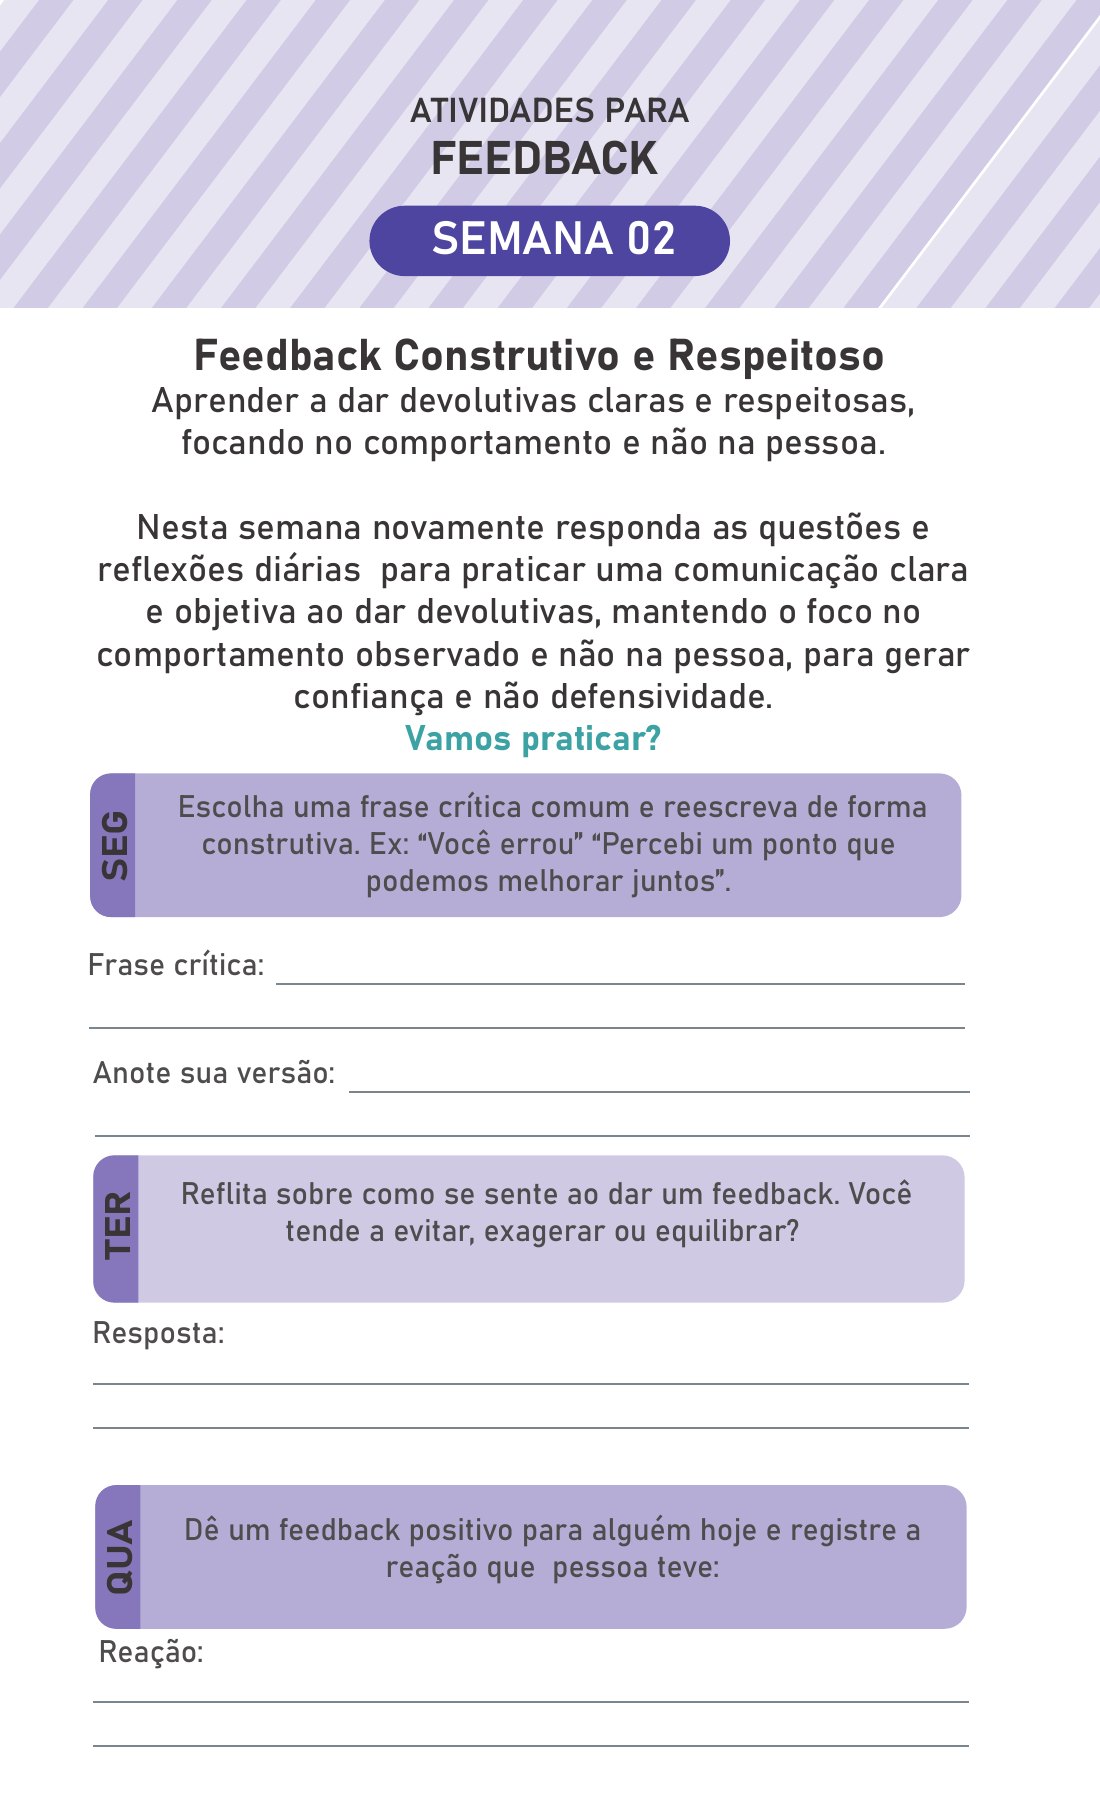 ATIVIDADES PARA
FEEDBACK
SEMANA 02
Feedback Construtivo e Respeitoso
Aprender a dar devolutivas claras e respeitosas,
focando no comportamento e não na pessoa.
Nesta semana novamente responda as questões e
reflexões diárias  para praticar uma comunicação clara
e objetiva ao dar devolutivas, mantendo o foco no
comportamento observado e não na pessoa, para gerar
confiança e não defensividade.
Vamos praticar?
SEG
Escolha uma frase crítica comum e reescreva de forma
construtiva. Ex: “Você errou” “Percebi um ponto que
podemos melhorar juntos”.
Frase crítica:
Anote sua versão:
TER
Reflita sobre como se sente ao dar um feedback. Você
tende a evitar, exagerar ou equilibrar?
Resposta:
QUA
Dê um feedback positivo para alguém hoje e registre a
reação que  pessoa teve:
Reação: